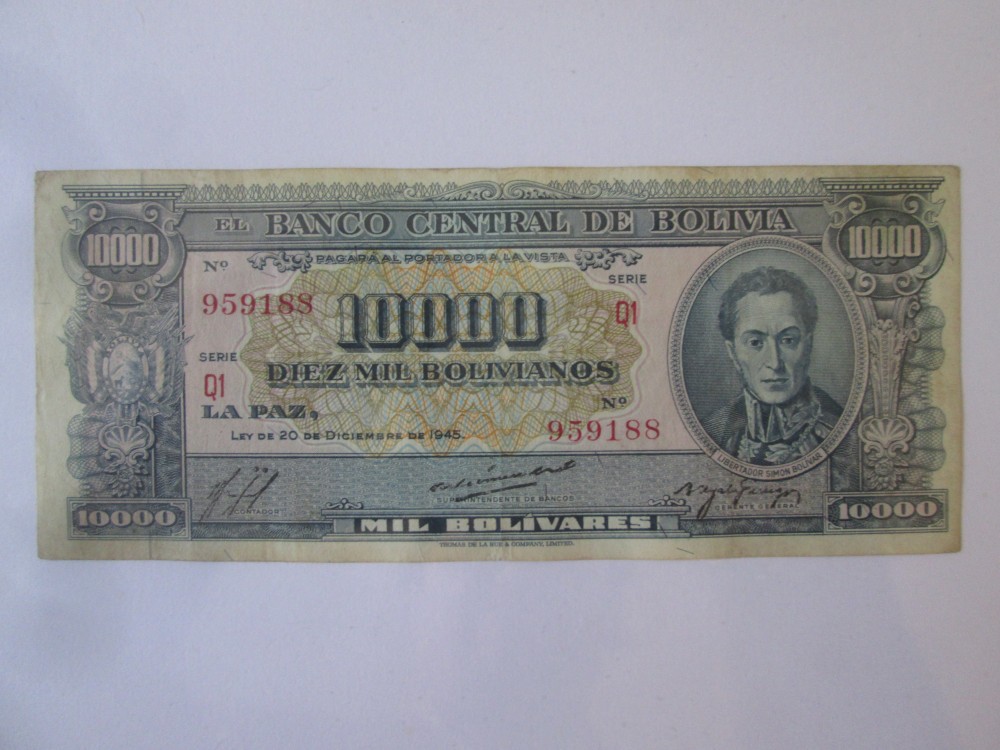 EL BANCO CENTRAL DE BOLIVIA
10000
10000
PAGARA AL PORTADOR A LA VISTA
Nº 959188
SERIE Q1
10000
SERIE Q1
DIEZ MIL BOLIVIANOS
LA PAZ,
Nº 959188
LEY DE 20 DE DICIEMBRE DE 1945.
LIBERTADOR SIMON BOLIVAR
CONTADOR
SUPERINTENDENTE DE BANCOS
GERENTE GENERAL
10000
MIL BOLÍVARES
10000
THOMAS DE LA RUE & COMPANY, LIMITED.